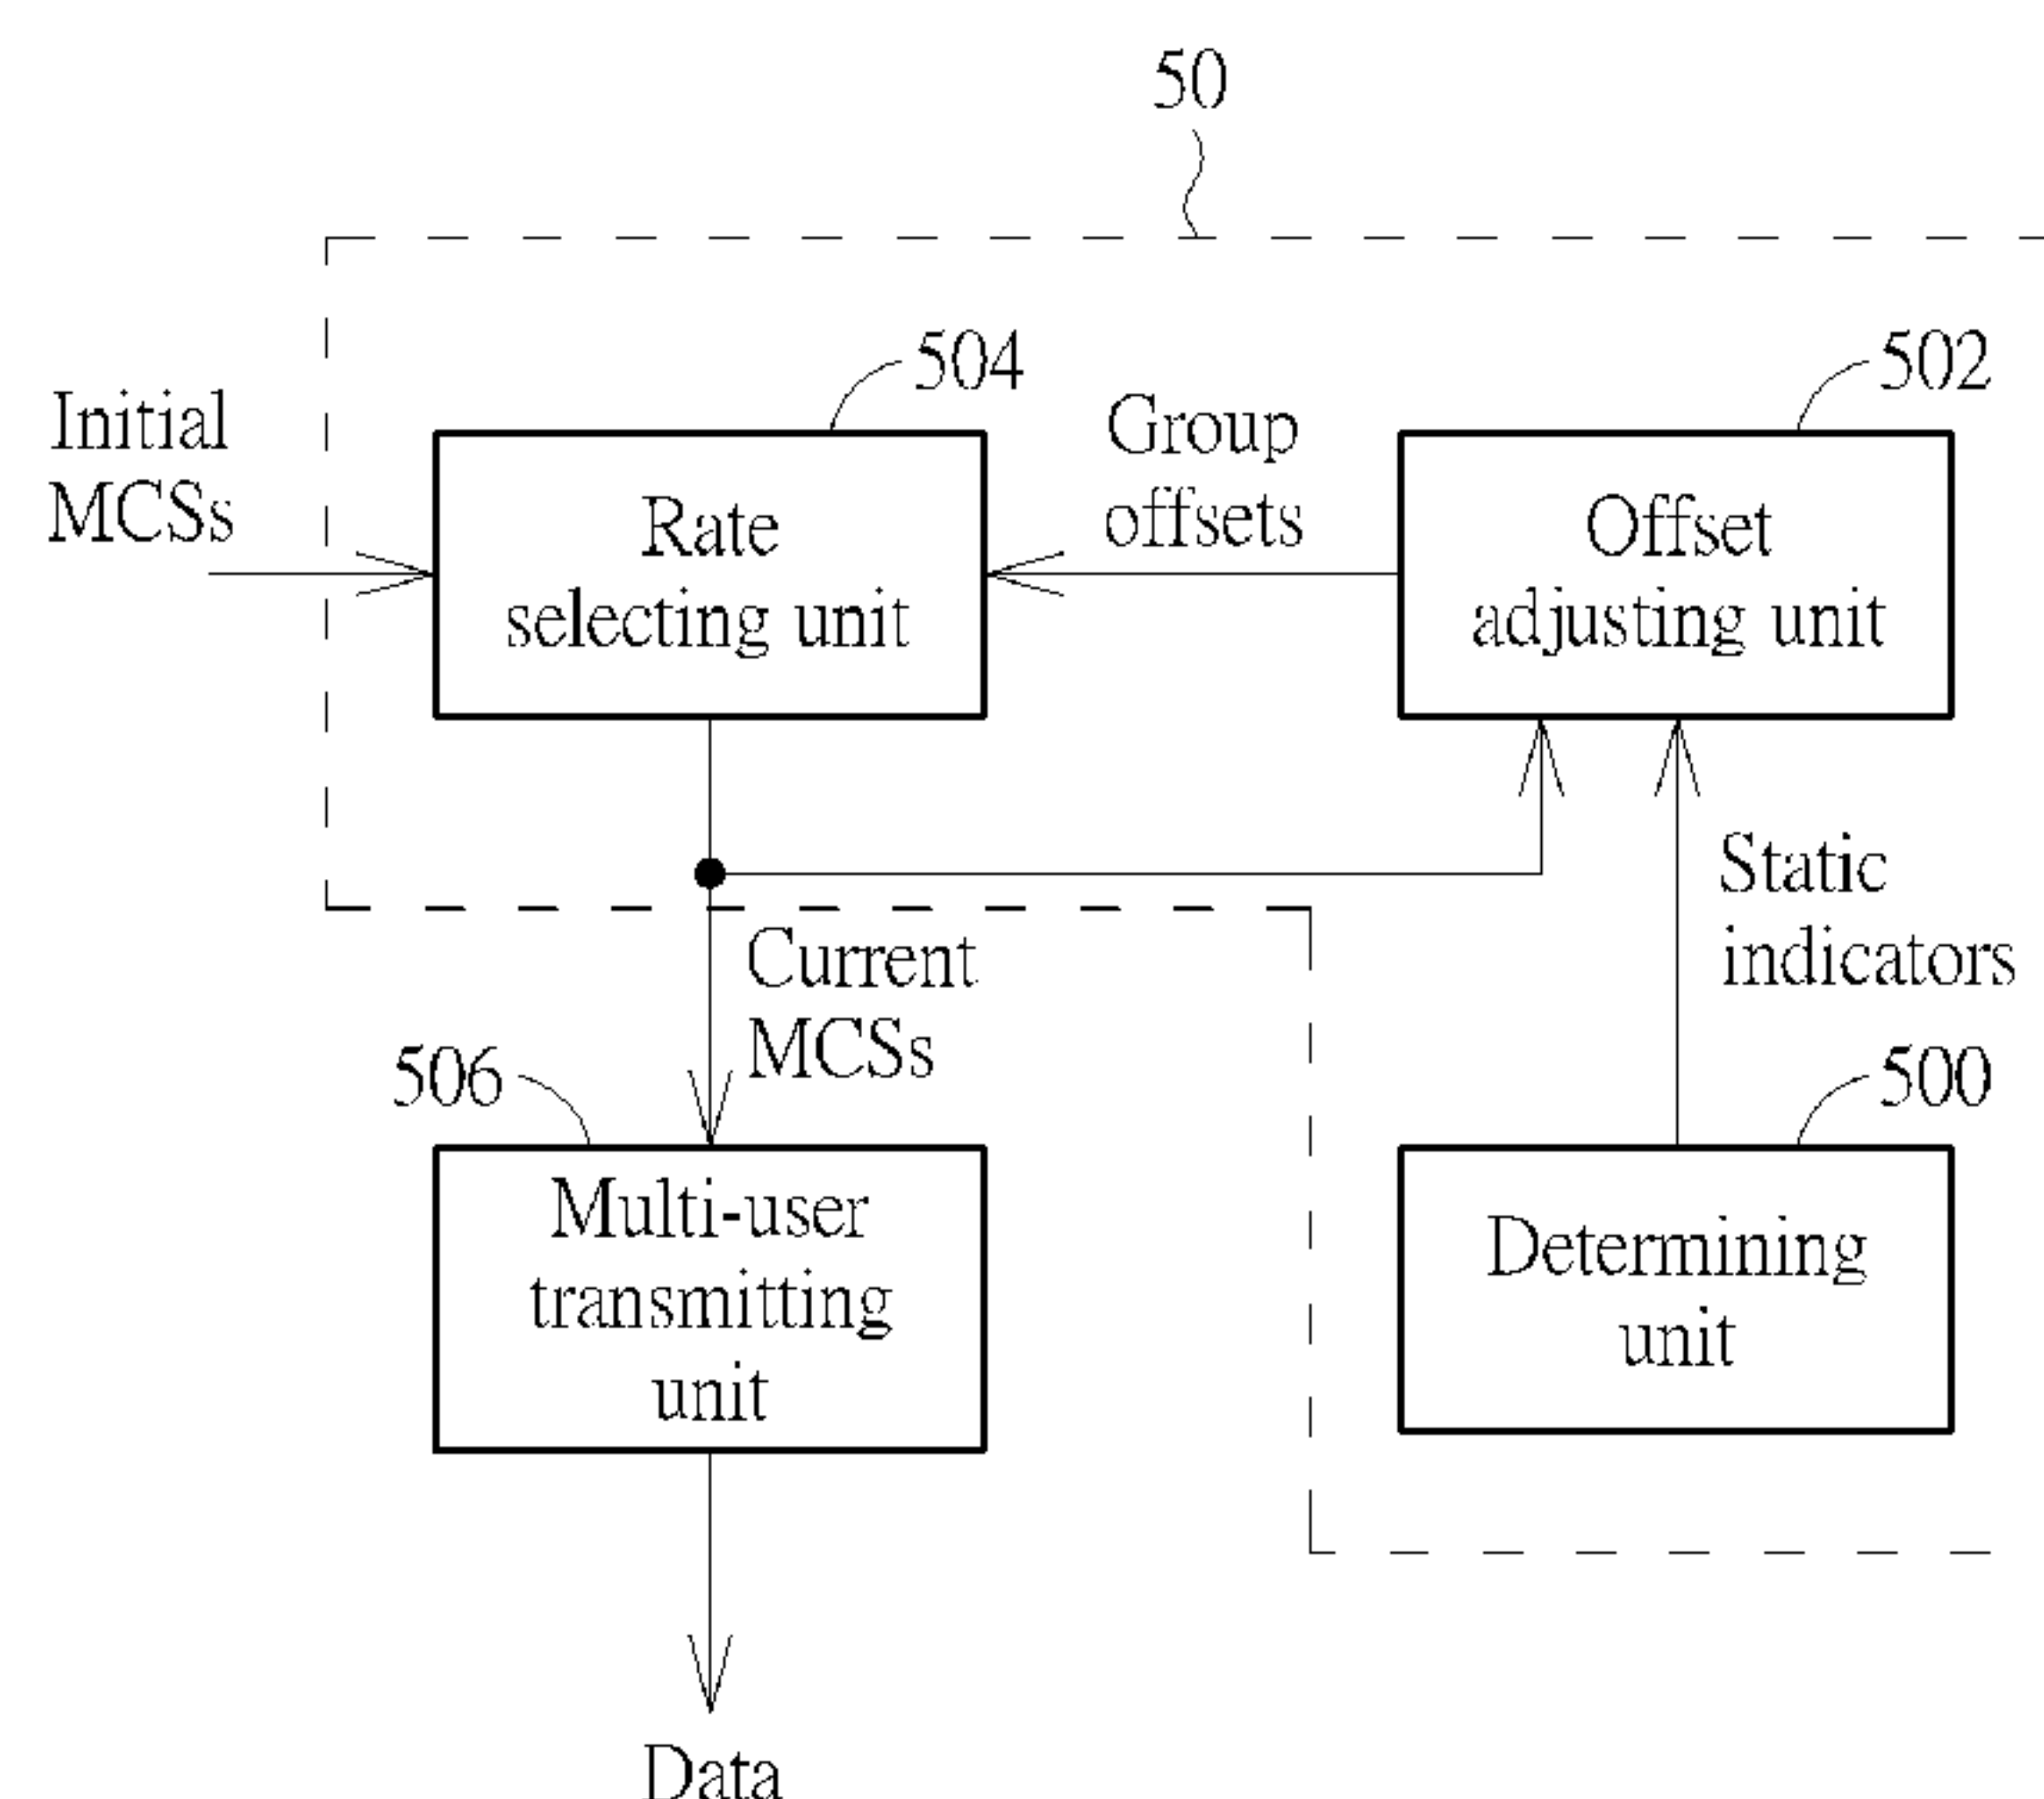 50
504
502
Initial
MCSs
Group
offsets
Rate
selecting unit
Offset
adjusting unit
Static
indicators
Current
MCSs
506
500
Multi-user
transmitting
unit
Determining
unit
Data